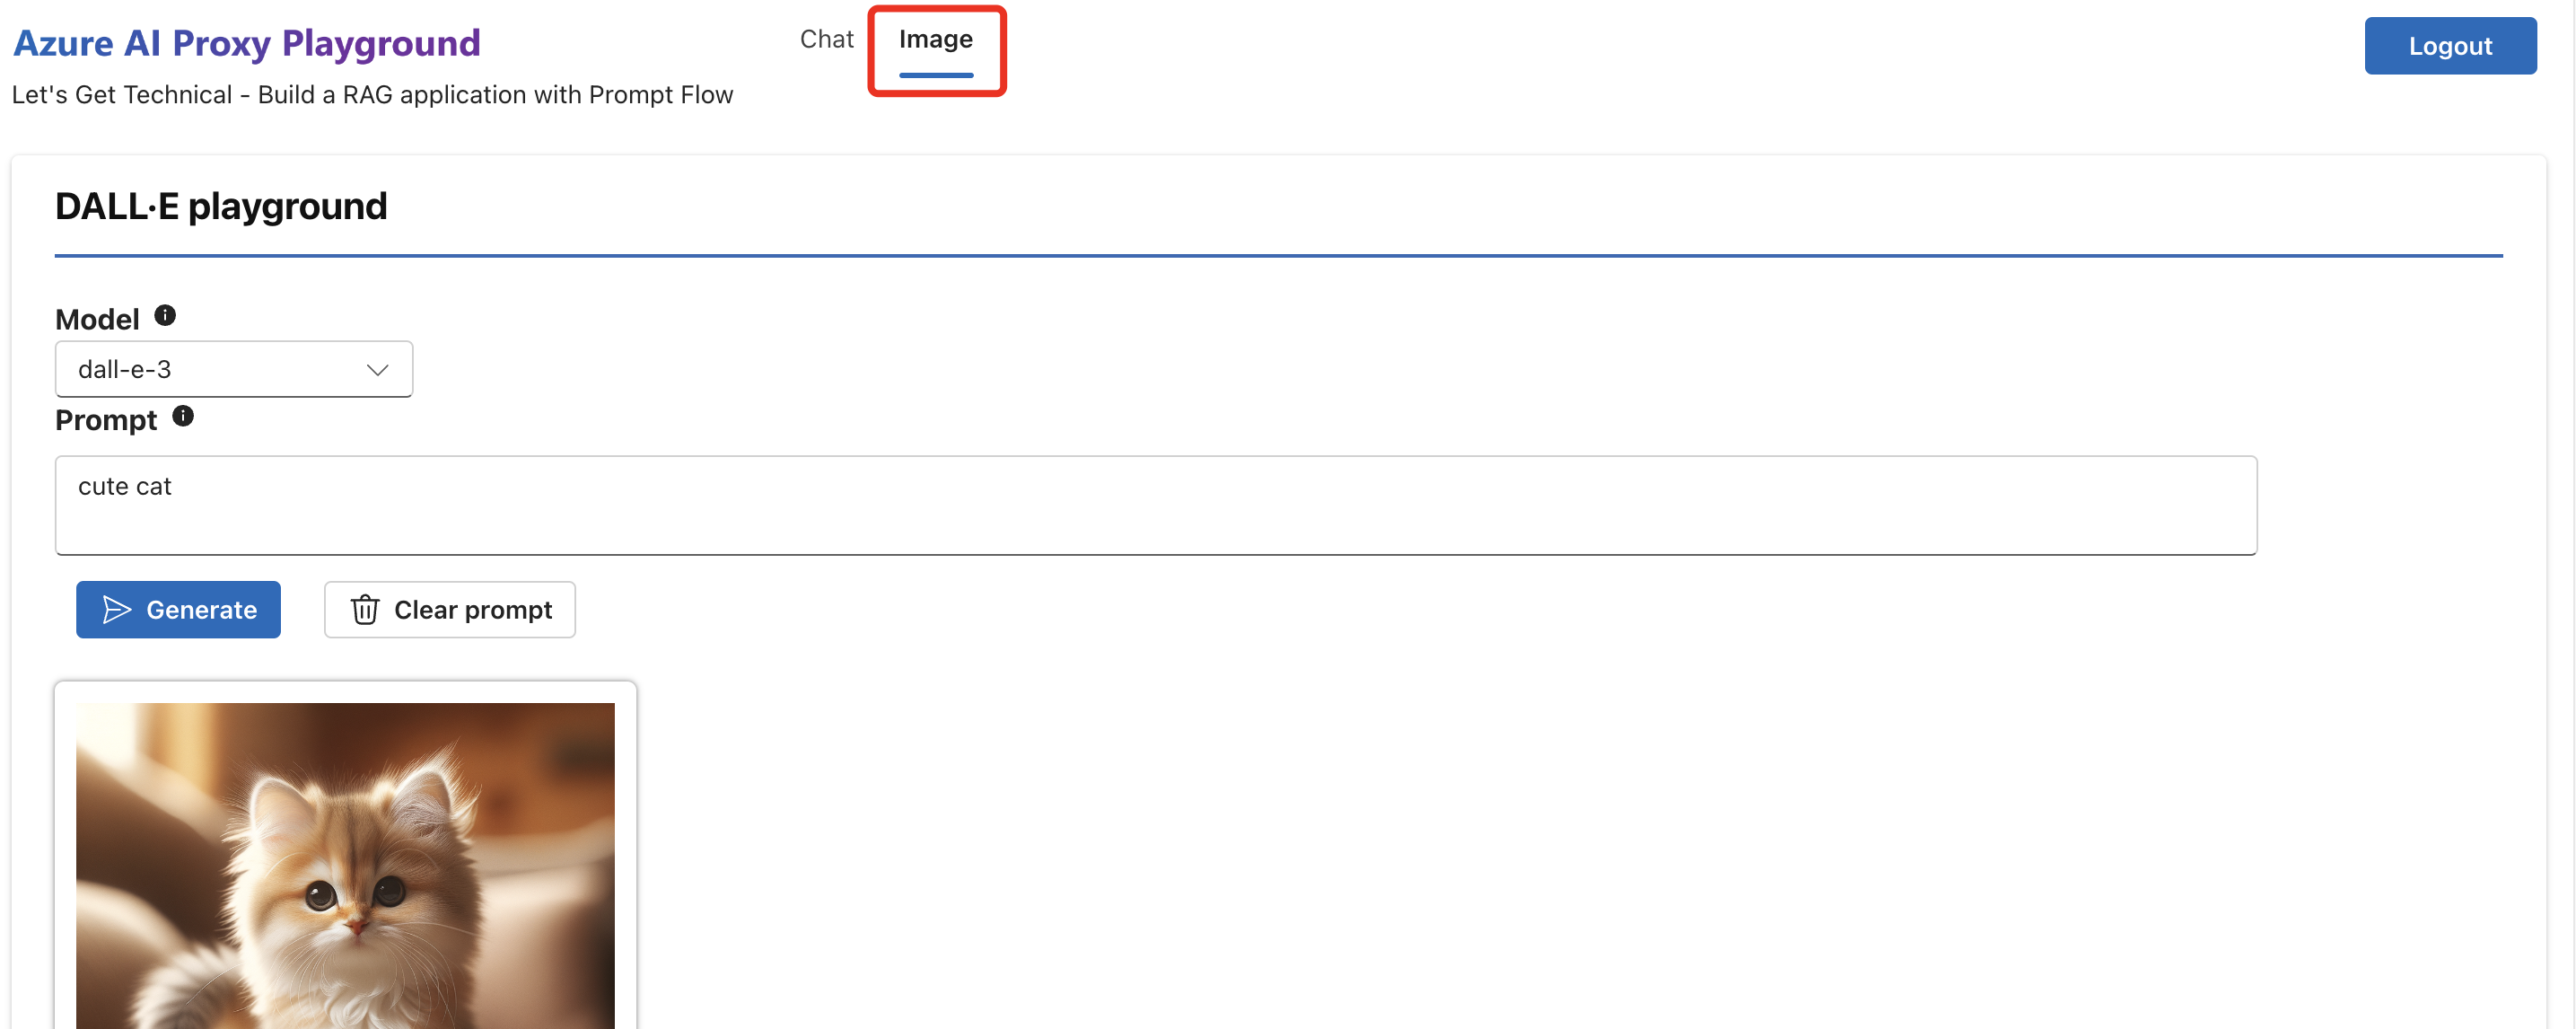 Azure AI Proxy Playground
Chat
Image
Logout
Let's Get Technical - Build a RAG application with Prompt Flow
DALL·E playground
Model
dall-e-3
Prompt
cute cat
Generate
Clear prompt